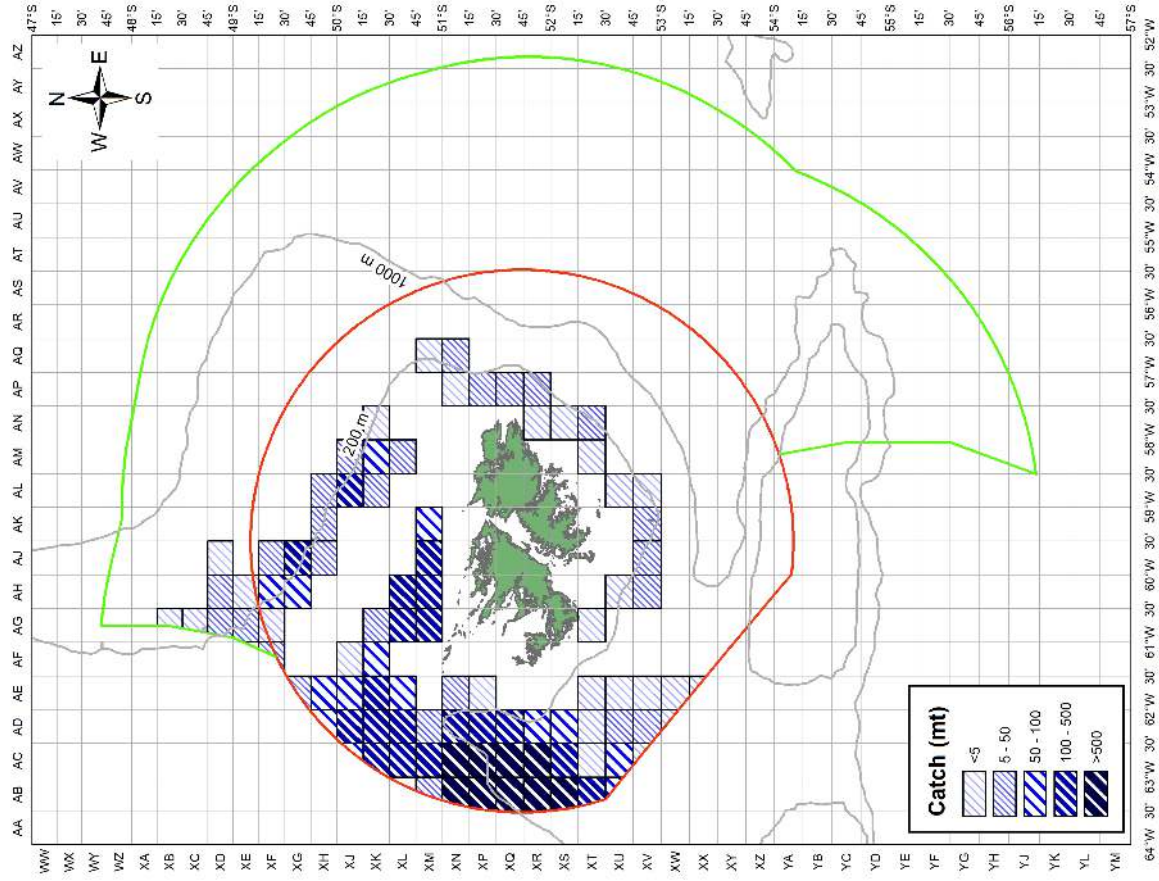 AA AB AC AD AE AF AG AH AJ AK AL AM AN AP AQ AR AS AT AU AV AW AX AY AZ
WW
WX
WY
WZ
XA
XB
XC
XD
XE
XF
XG
XH
XJ
XK
XL
XM
XN
XP
XQ
XR
XS
XT
XU
XV
XW
XX
XY
XZ
YA
YB
YC
YD
YE
YF
YG
YH
YJ
YK
YL
YM
47°S
15'
30'
45'
48°S
15'
30'
45'
49°S
15'
30'
45'
50°S
15'
30'
45'
51°S
15'
30'
45'
52°S
15'
30'
45'
53°S
15'
30'
45'
54°S
15'
30'
45'
55°S
15'
30'
45'
56°S
15'
30'
45'
57°S
N
W E
S
200 m
1000 m
Catch (mt)
<5
5 - 50
50 - 100
100 - 500
>500
64°W 30' 63°W 30' 62°W 30' 61°W 30' 60°W 30' 59°W 30' 58°W 30' 57°W 30' 56°W 30' 55°W 30' 54°W 30' 53°W 30' 52°W